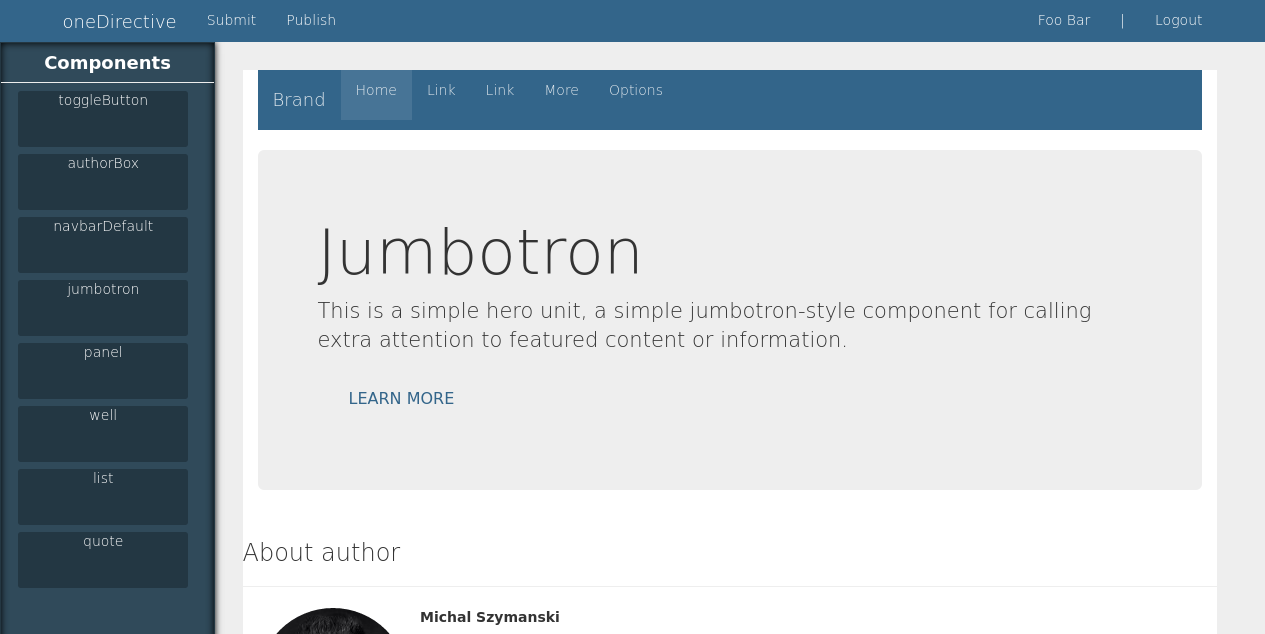 oneDirective Submit Publish Foo Bar | Logout
Components
toggleButton
authorBox
navbarDefault
jumbotron
panel
well
list
quote
Brand Home Link Link More Options
Jumbotron
This is a simple hero unit, a simple jumbotron-style component for calling
extra attention to featured content or information.
LEARN MORE
About author
Michal Szymanski